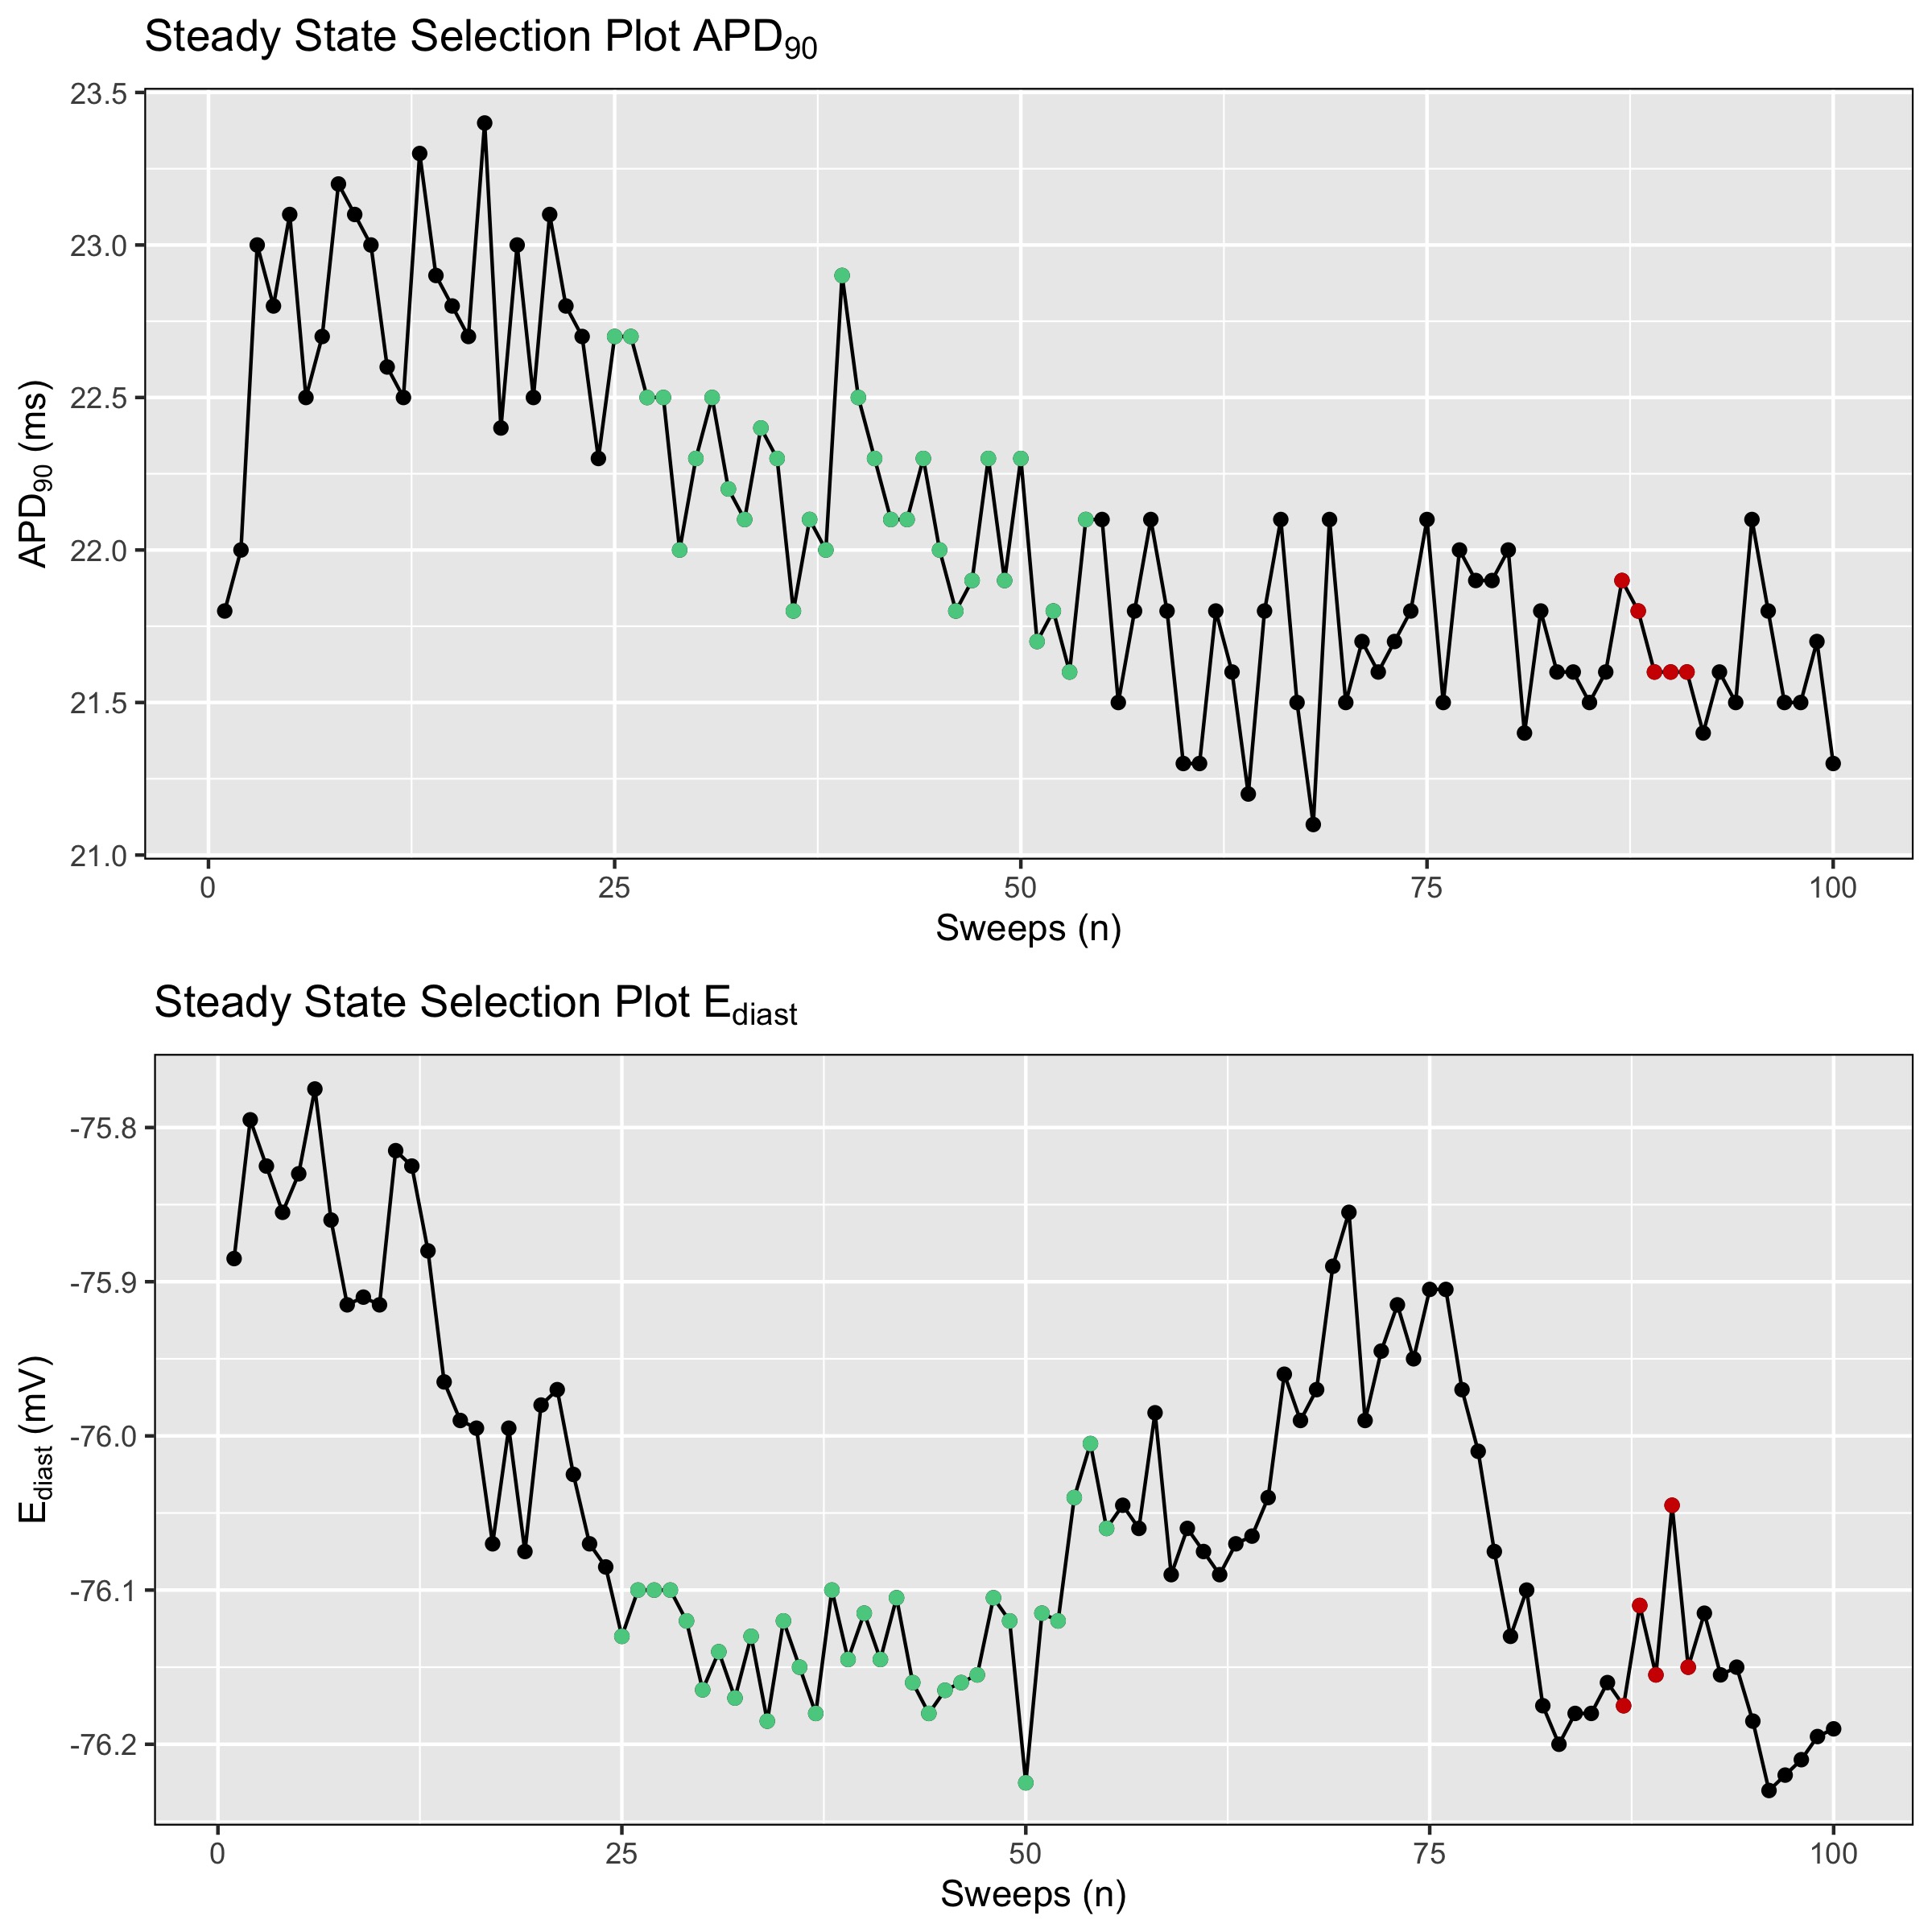 Steady State Selection Plot APD90
23.5
23.0
22.5
22.0
21.5
21.0
APD90 (ms)
0 25 50 75 100
Sweeps (n)
Steady State Selection Plot Ediast
-75.8
-75.9
-76.0
-76.1
-76.2
Ediast (mV)
0 25 50 75 100
Sweeps (n)